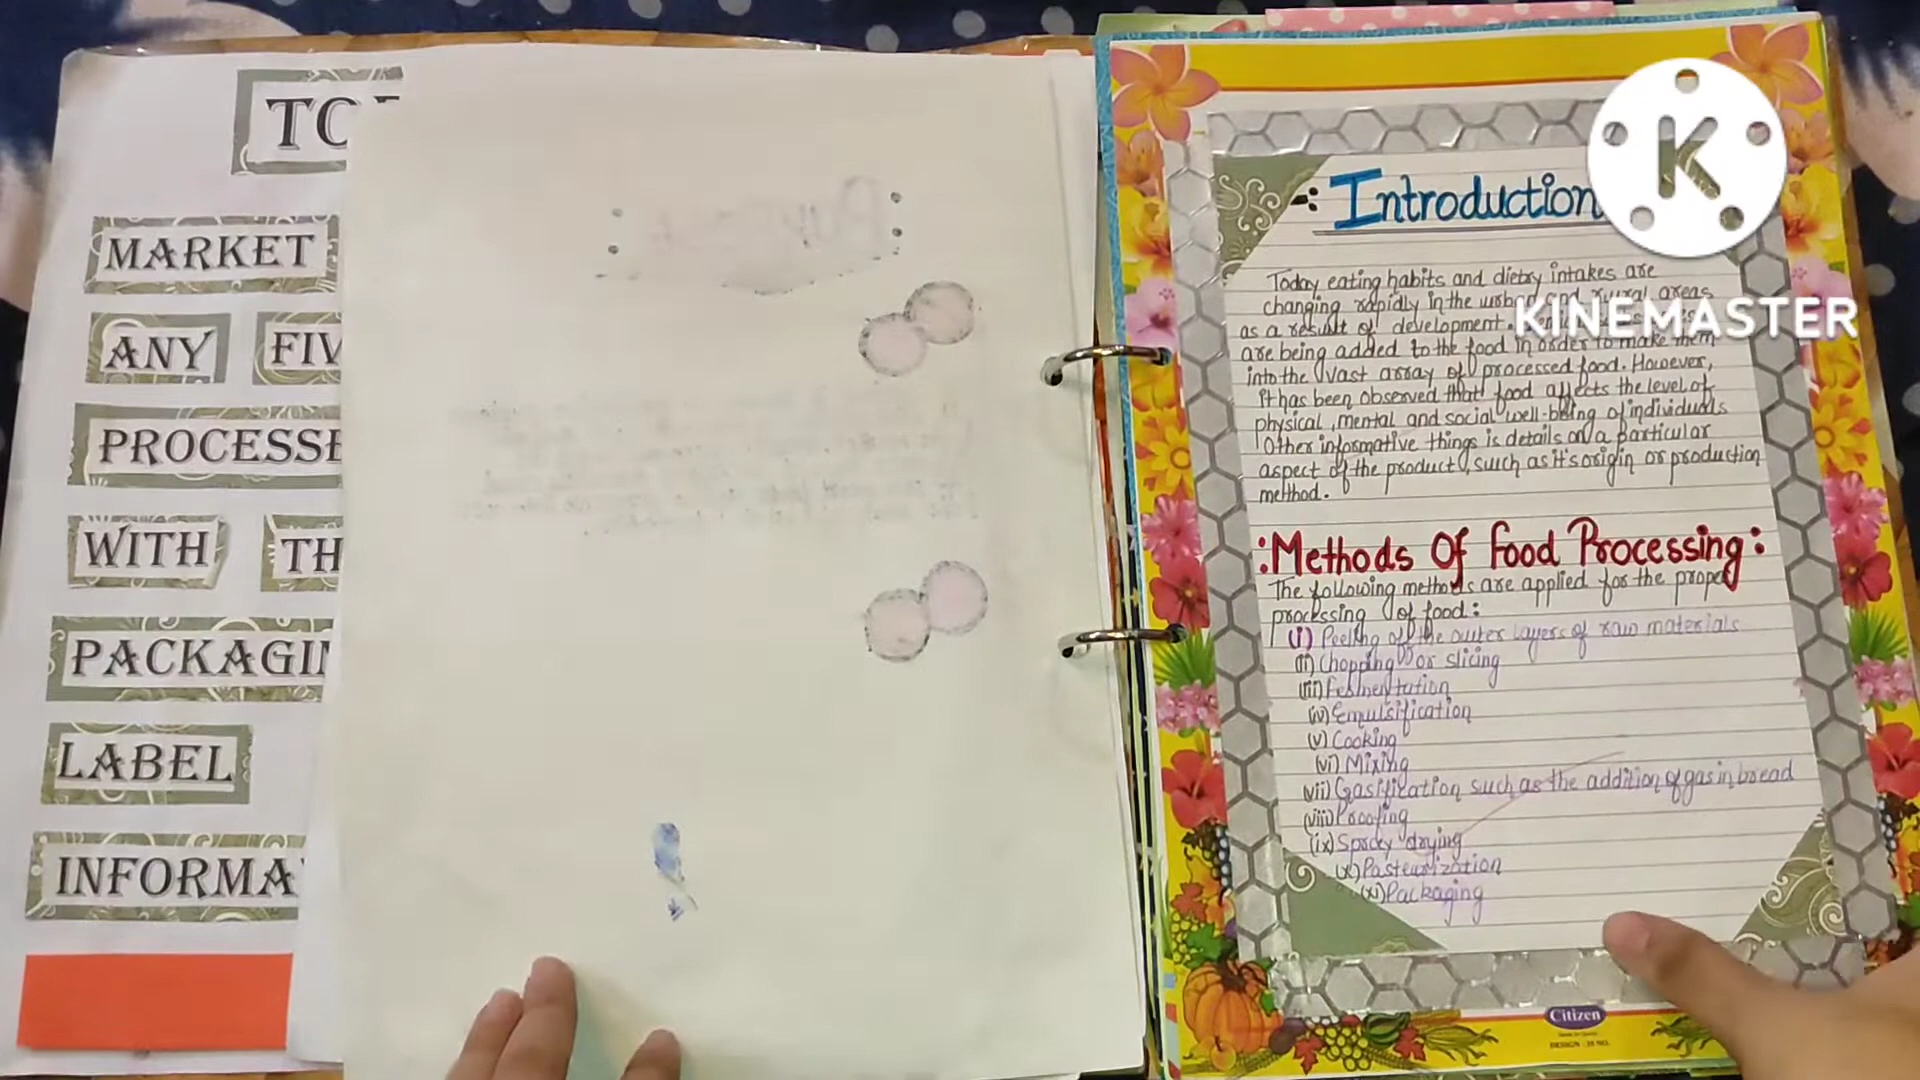 TO
MARKET
ANY FIV
PROCESSE
WITH TH
PACKAGIN
LABEL
INFORMA
Introduction
Today eating habits and dietry intakes are
changing rapidly in the urban and rural areas
as a result of development.
are being added to the food in order to make them
into the vast array of processed food. However,
it has been observed that food affects the level of
physical, mental and social well-being of individuals
Other informative things is details on a particular
aspect of the product, such as it's origin or production
method.
:Methods Of Food Processing:
The following methods are applied for the proper
processing of food:
(i) Peeling off the outer layers of raw materials
(ii) Chopping or slicing
(iii) Fermentation
(iv) Emulsification
(v) Cooking
(vi) Mixing
(vii) Gasification such as the addition of gas in bread
(viii) Proofing
(ix) Spray drying
(x) Pasteurization
(xi) Packaging
Citizen
K
KINEMASTER